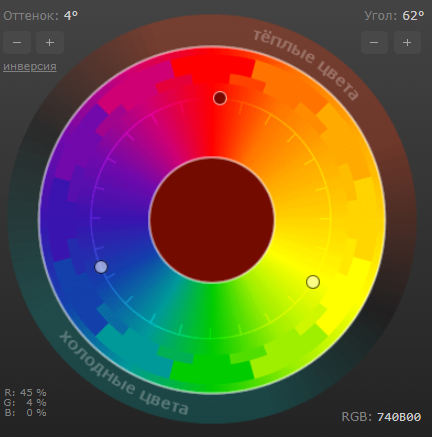 Оттенок: 4°
Угол: 62°
− +
− +
инверсия
тёплые цвета
холодные цвета
R: 45 %
G: 4 %
B: 0 %
RGB: 740B00